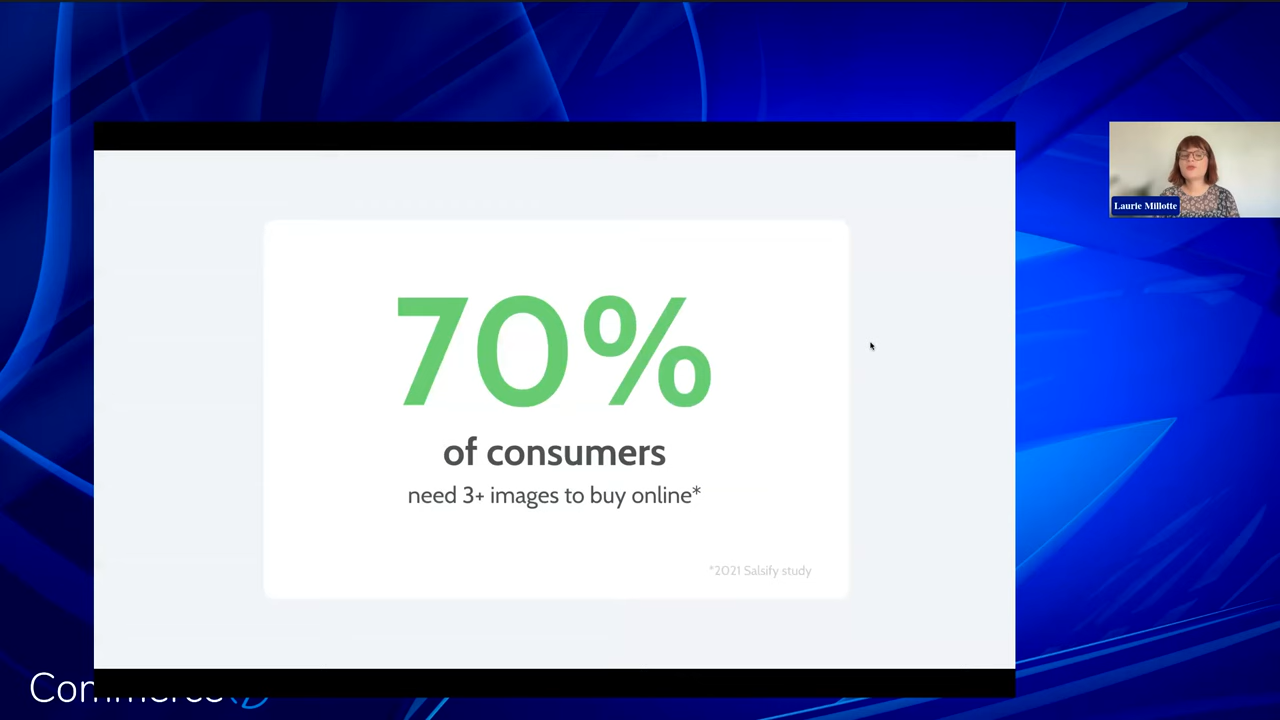 70%
of consumers
need 3+ images to buy online*
*2021 Salsify study
Laurie Millotte